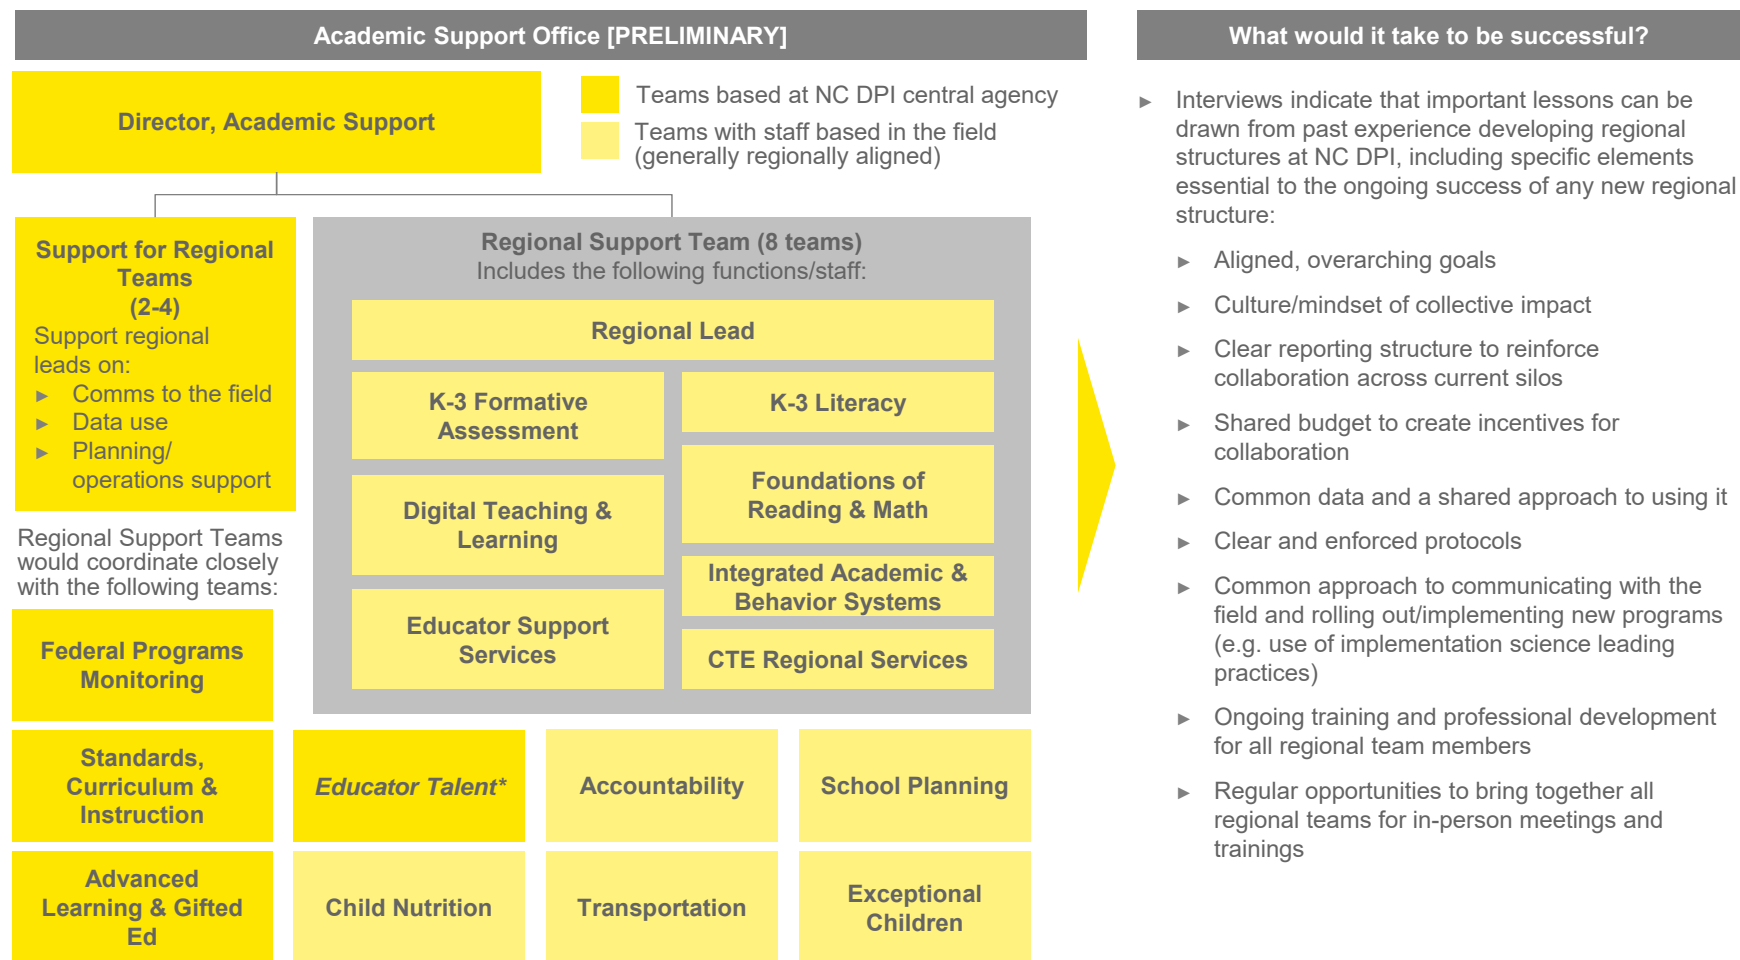 Academic Support Office [PRELIMINARY]
Director, Academic Support
Teams based at NC DPI central agency
Teams with staff based in the field
(generally regionally aligned)
Support for Regional
Teams
(2-4)
Support regional
leads on:
► Comms to the field
► Data use
► Planning/
operations support
Regional Support Team (8 teams)
Includes the following functions/staff:
Regional Lead
K-3 Formative
Assessment
K-3 Literacy
Digital Teaching &
Learning
Foundations of
Reading & Math
Educator Support
Services
Integrated Academic &
Behavior Systems
CTE Regional Services
Regional Support Teams
would coordinate closely
with the following teams:
Federal Programs
Monitoring
Standards,
Curriculum &
Instruction
Educator Talent*
Accountability
School Planning
Advanced
Learning & Gifted
Ed
Child Nutrition
Transportation
Exceptional
Children
What would it take to be successful?
► Interviews indicate that important lessons can be
drawn from past experience developing regional
structures at NC DPI, including specific elements
essential to the ongoing success of any new regional
structure:
► Aligned, overarching goals
► Culture/mindset of collective impact
► Clear reporting structure to reinforce
collaboration across current silos
► Shared budget to create incentives for
collaboration
► Common data and a shared approach to using it
► Clear and enforced protocols
► Common approach to communicating with the
field and rolling out/implementing new programs
(e.g. use of implementation science leading
practices)
► Ongoing training and professional development
for all regional team members
► Regular opportunities to bring together all
regional teams for in-person meetings and
trainings